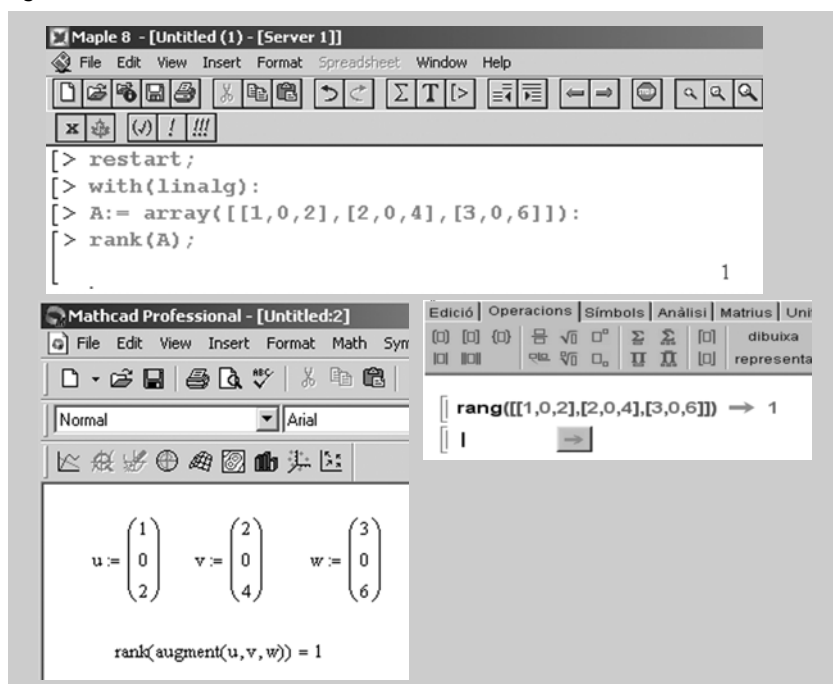 Maple 8 - [Untitled (1) - [Server 1]]
File Edit View Insert Format Spreadsheet Window Help
Σ T [>
x (√) ! !!!
[> restart;
[> with(linalg):
[> A:= array([[1,0,2],[2,0,4],[3,0,6]]):
[> rank(A);
1
Mathcad Professional - [Untitled:2]
File Edit View Insert Format Math Sym
Normal Arial
u := (1 0 2) v := (2 0 4) w := (3 0 6)
rank(augment(u,v,w)) = 1
Edició Operacions Símbols Anàlisi Matrius Uni
dibuixa
representa
rang([[1,0,2],[2,0,4],[3,0,6]]) → 1